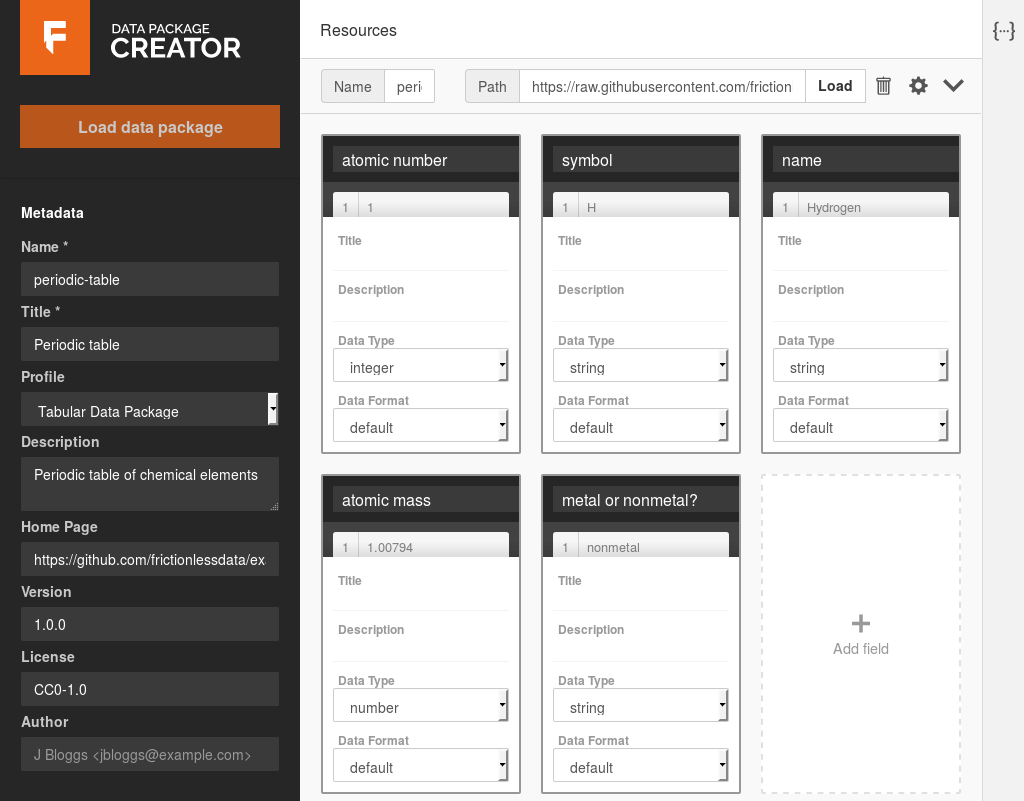 DATA PACKAGE
CREATOR
Load data package
Metadata
Name *
periodic-table
Title *
Periodic table
Profile
Tabular Data Package
Description
Periodic table of chemical elements
Home Page
https://github.com/frictionlessdata/ex
Version
1.0.0
License
CC0-1.0
Author
J Bloggs <jbloggs@example.com>
Resources
{···}
Name peri Path https://raw.githubusercontent.com/friction Load
atomic number symbol name
1 1 1 H 1 Hydrogen
Title Title Title
Description Description Description
Data Type Data Type Data Type
integer string string
Data Format Data Format Data Format
default default default
atomic mass metal or nonmetal?
1 1.00794 1 nonmetal
Title Title
Description Description
Data Type Data Type
number string
Data Format Data Format
default default
+
Add field